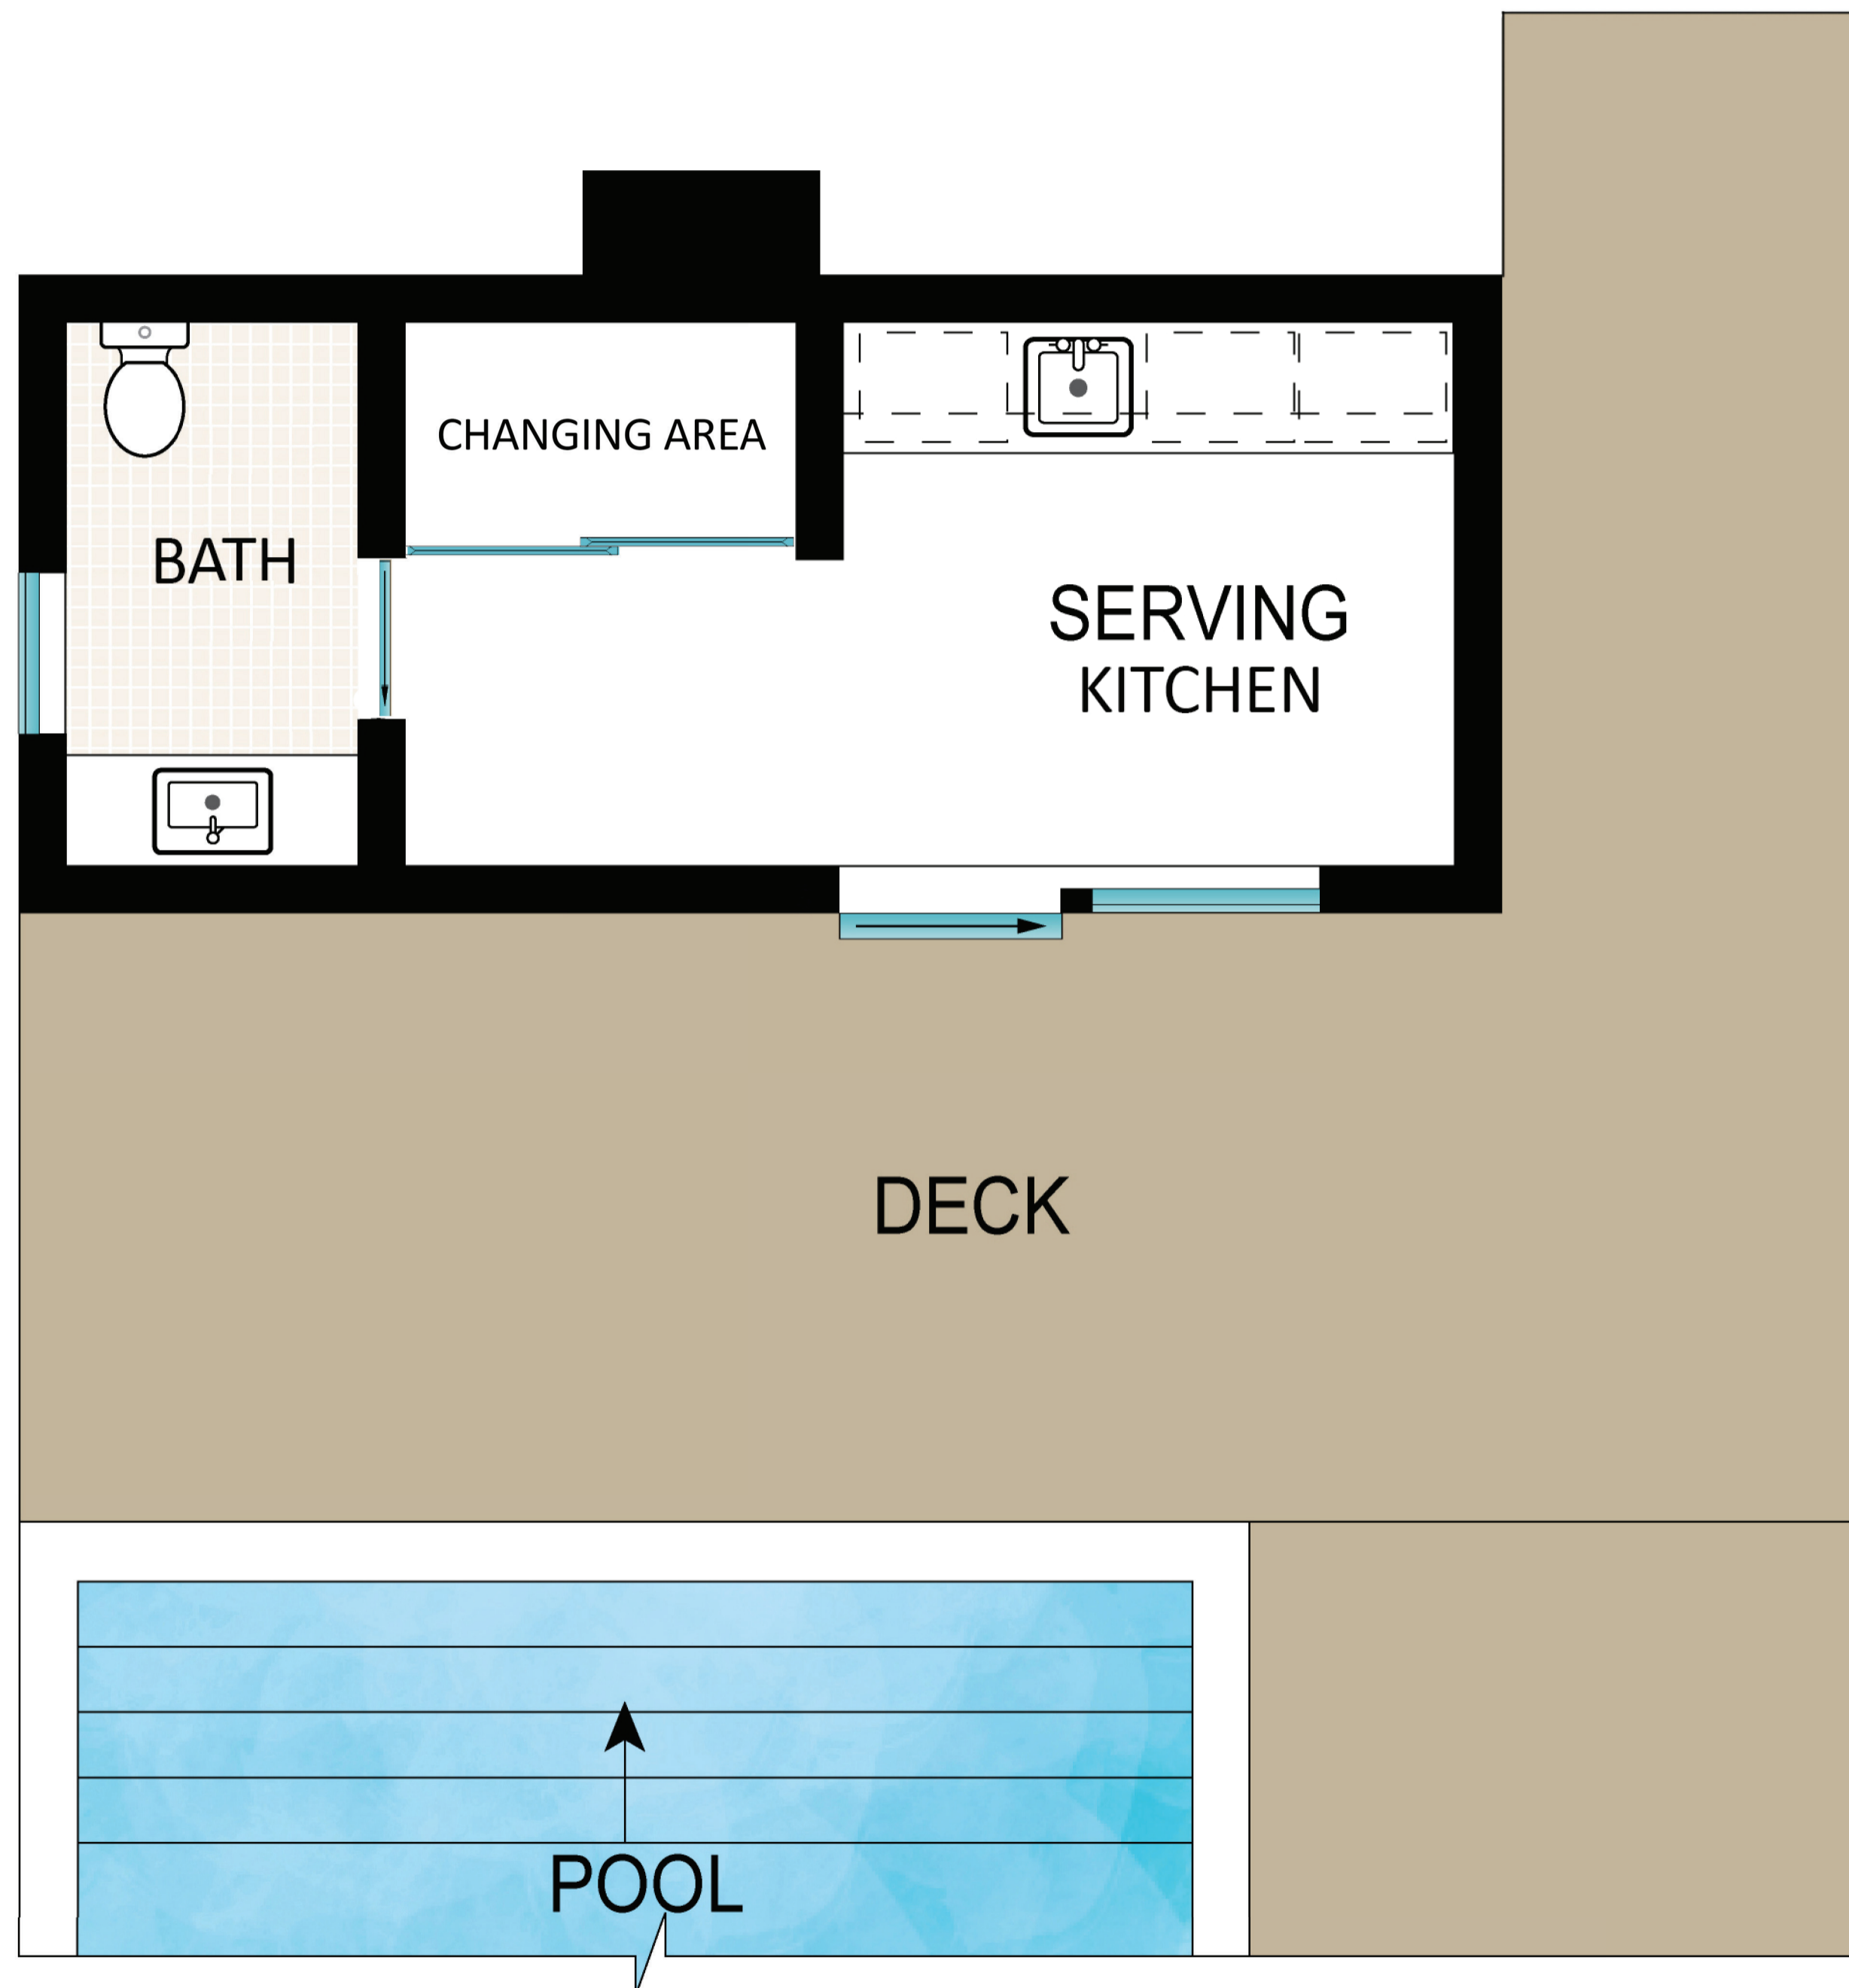 CHANGING AREA
BATH
SERVING
KITCHEN
DECK
POOL